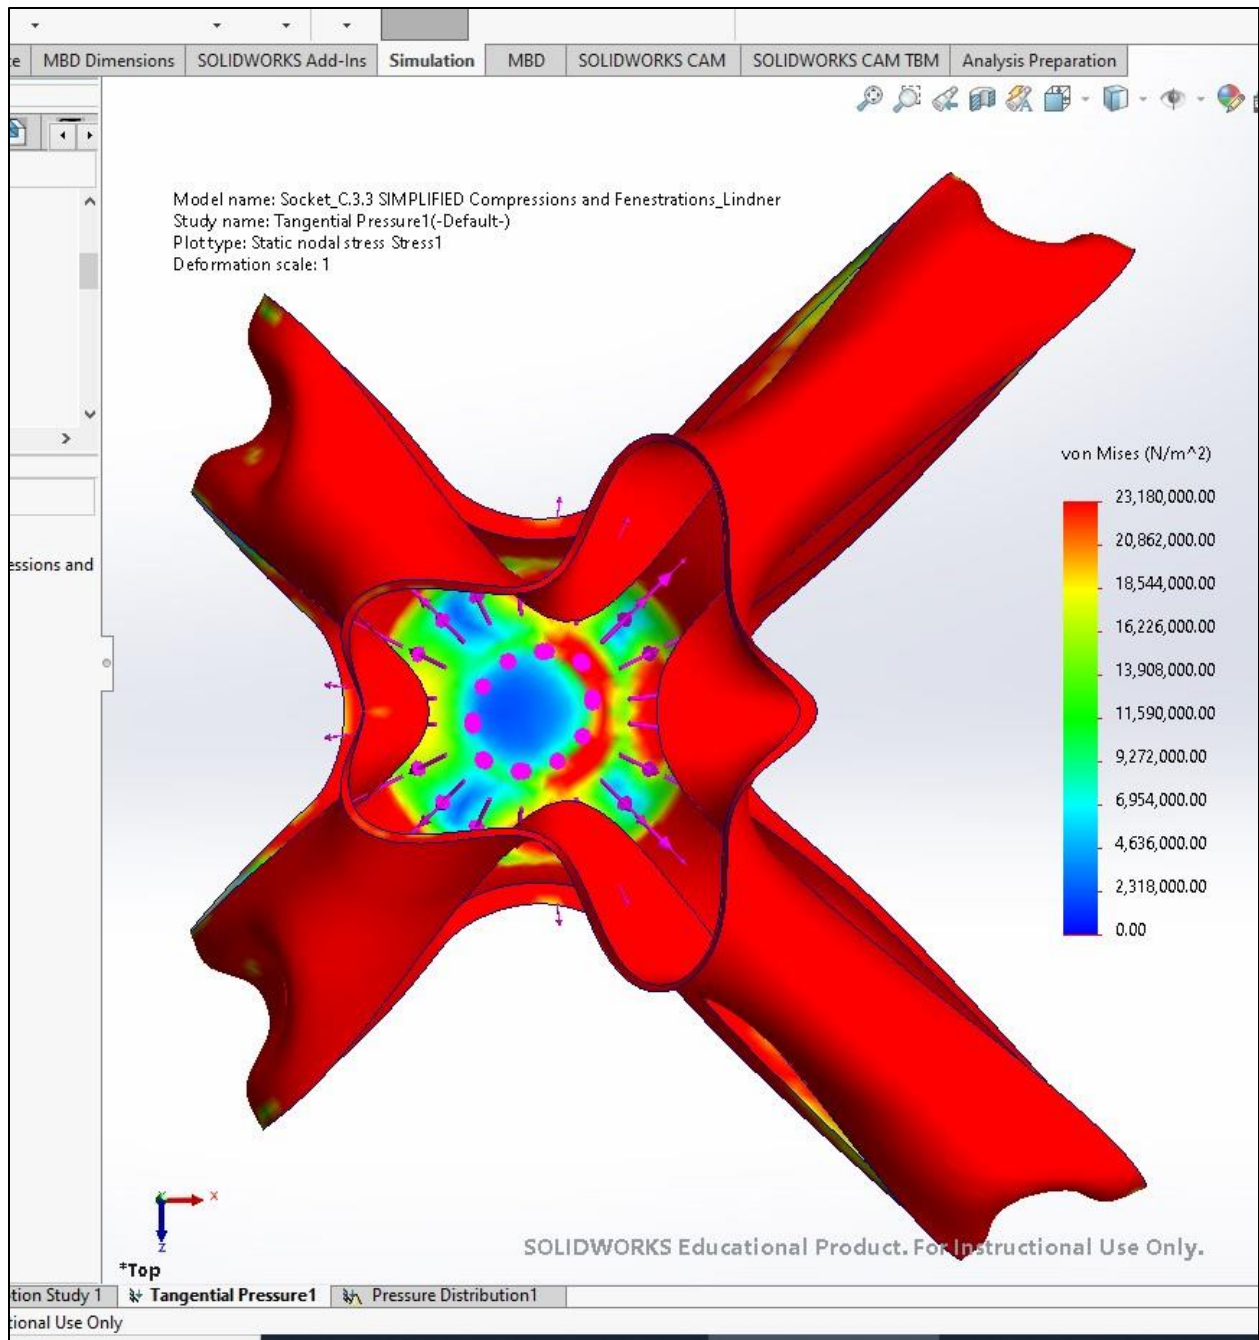 MBD Dimensions SOLIDWORKS Add-Ins Simulation MBD SOLIDWORKS CAM SOLIDWORKS CAM TBM Analysis Preparation
Model name: Socket_C.3.3 SIMPLIFIED Compressions and Fenestrations_Lindner
Study name: Tangential Pressure1(-Default-)
Plot type: Static nodal stress Stress1
Deformation scale: 1
von Mises (N/m^2)
23,180,000.00
20,862,000.00
18,544,000.00
16,226,000.00
13,908,000.00
11,590,000.00
9,272,000.00
6,954,000.00
4,636,000.00
2,318,000.00
0.00
essions and
Y
X
Z
SOLIDWORKS Educational Product. For Instructional Use Only.
*Top
tion Study 1 Tangential Pressure1 Pressure Distribution1
tional Use Only